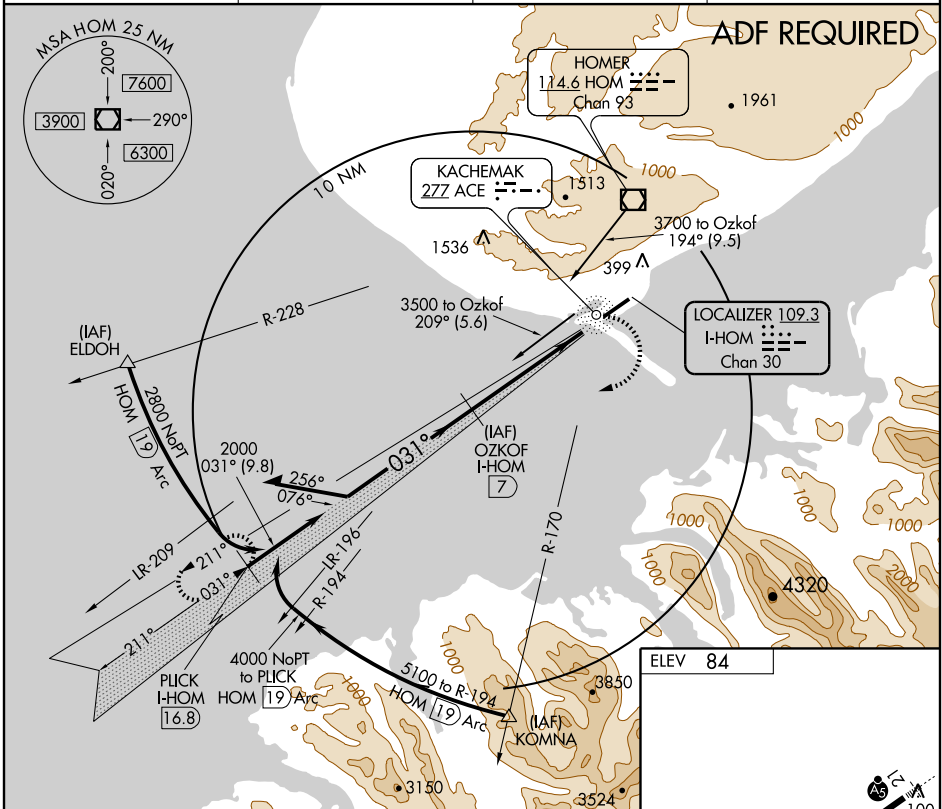 ADF REQUIRED
MSA HOM 25 NM
200°
7600
3900
290°
6300
020°
HOMER
114.6 HOM
Chan 93
1961
1000
10 NM
KACHEMAK
277 ACE
1513
1000
1536
3700 to Ozkof
194° (9.5)
399
R-228
3500 to Ozkof
209° (5.6)
LOCALIZER 109.3
I-HOM
Chan 30
(IAF)
ELDOH
2800 NoPT
HOM 19 Arc
2000
031° (9.8)
031°
(IAF)
OZKOF
I-HOM
7
256°
076°
R-170
LR-209
211°
031°
LR-196
R-194
211°
1000
1000
1000
1000
2000
4320
1000
PLICK
I-HOM
16.8
4000 NoPT
to PLICK
HOM 19 Arc
5100 to R-194
HOM 19 Arc
(IAF)
KOMNA
1000
1000
3850
3150
3524
ELEV 84
A5
21
100